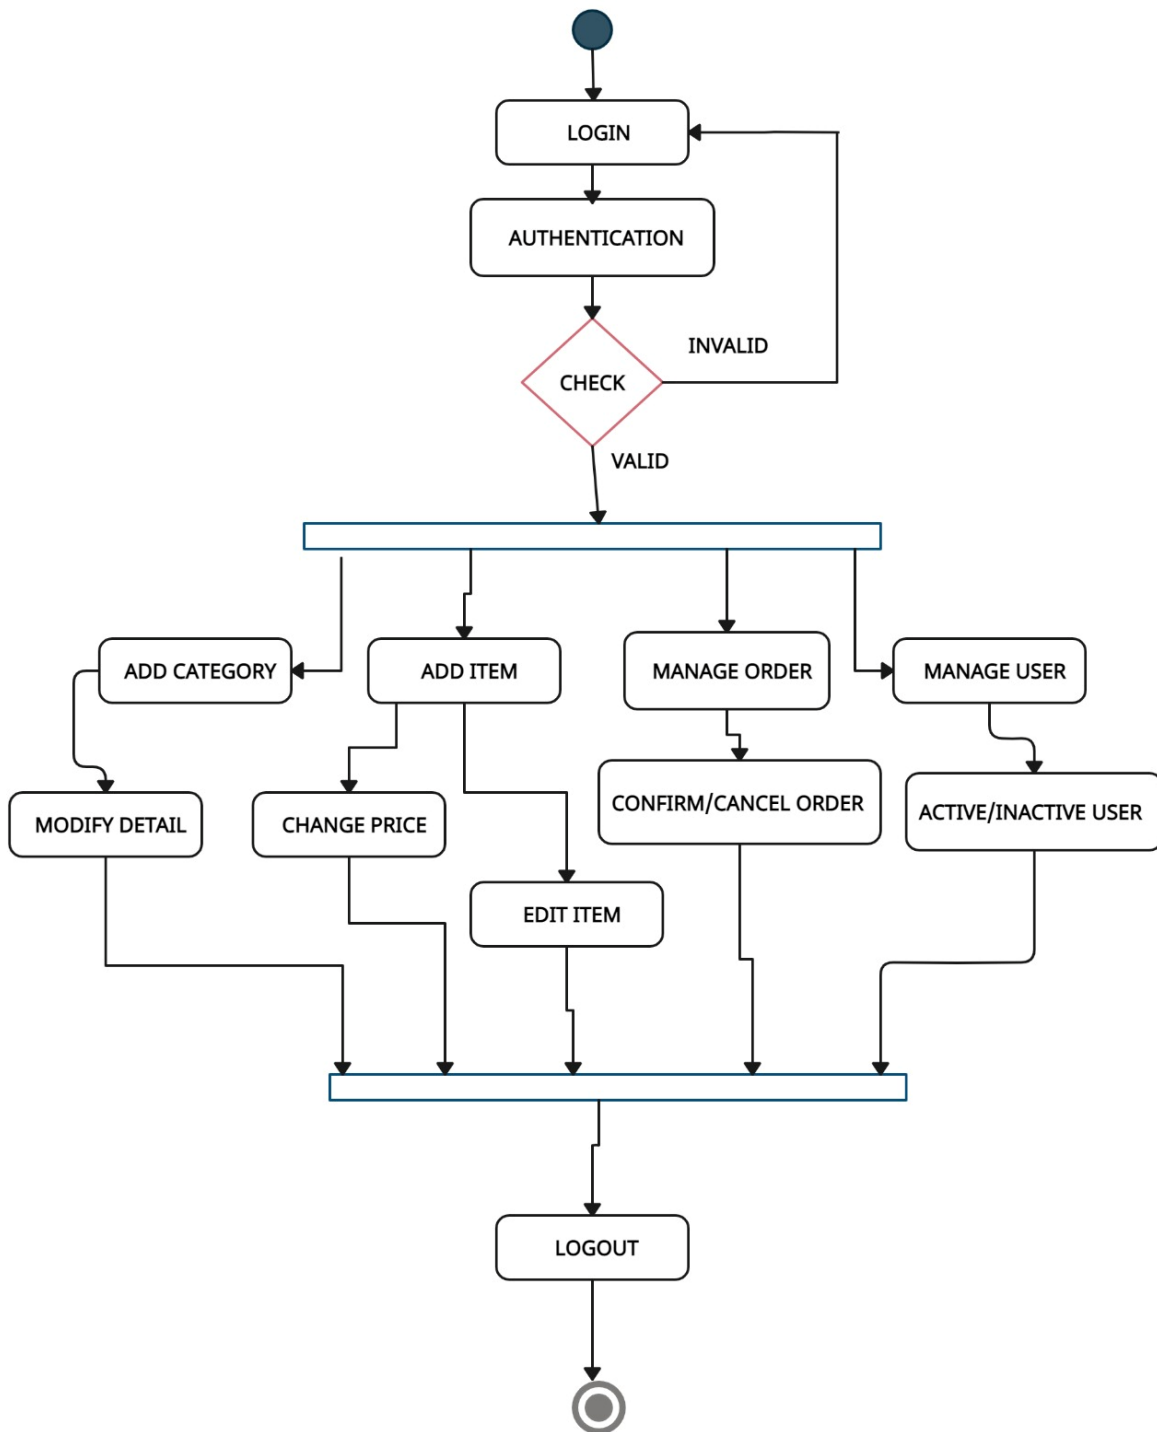 LOGIN
AUTHENTICATION
INVALID
CHECK
VALID
ADD CATEGORY
ADD ITEM
MANAGE ORDER
MANAGE USER
MODIFY DETAIL
CHANGE PRICE
CONFIRM/CANCEL ORDER
ACTIVE/INACTIVE USER
EDIT ITEM
LOGOUT